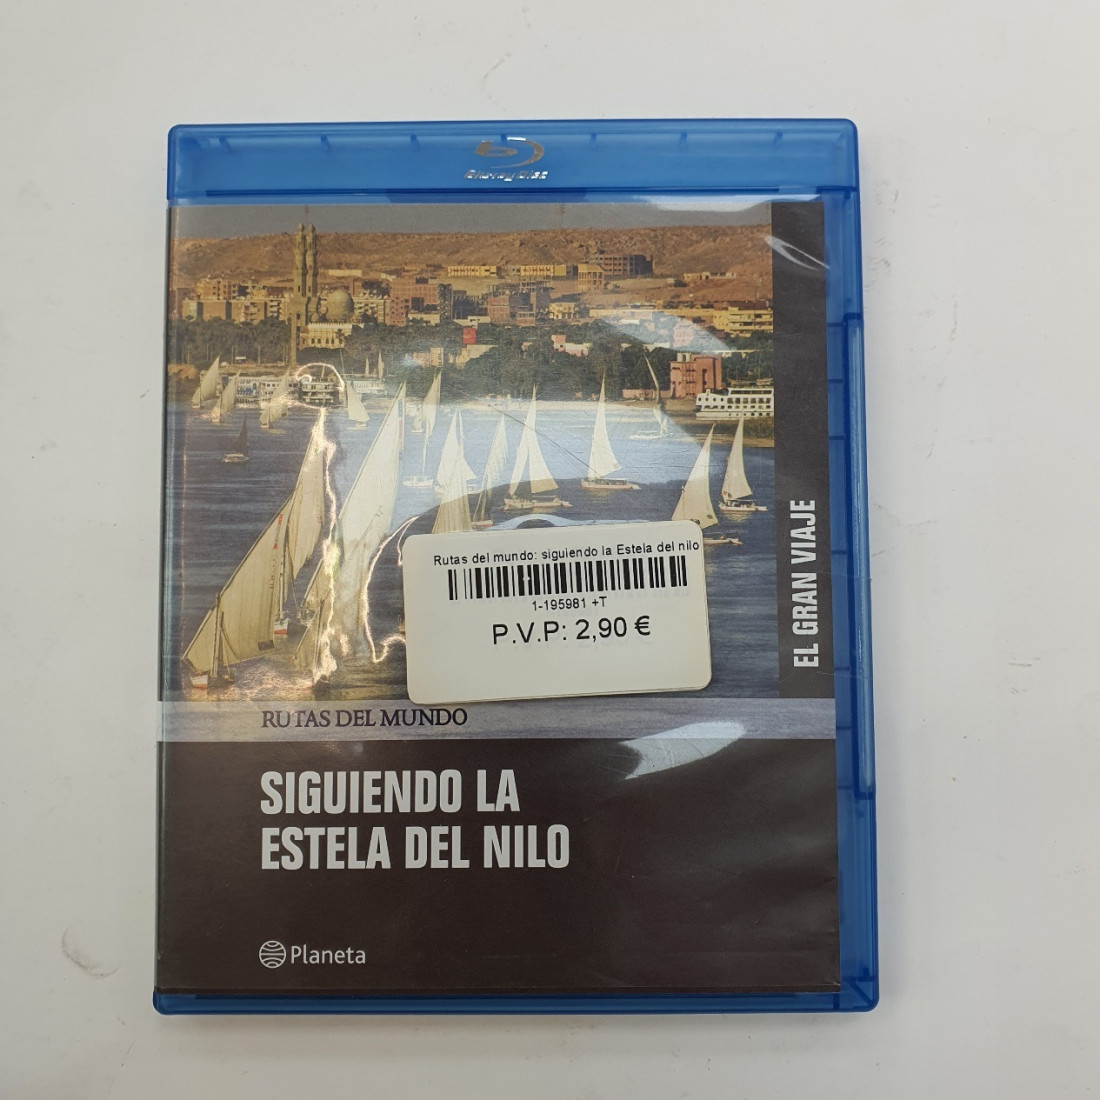 Blu-ray Disc
EL GRAN VIAJE
Rutas del mundo: siguiendo la Estela del nilo
1-195981 +T
P.V.P: 2,90 €
RUTAS DEL MUNDO
SIGUIENDO LA
ESTELA DEL NILO
Planeta